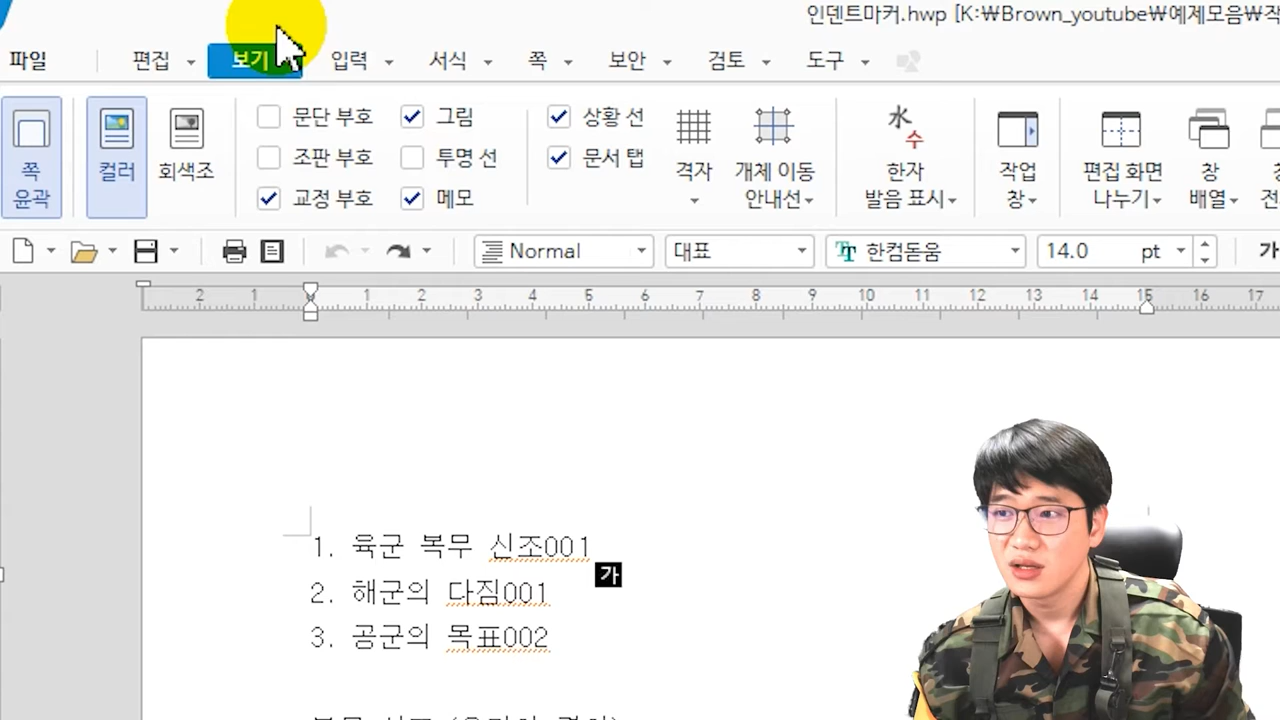 인덴트마커.hwp [K:\Brown_youtube\예제모음\작
파일 편집 보기 입력 서식 쪽 보안 검토 도구
쪽 윤곽
컬러
회색조
문단 부호
조판 부호
교정 부호
그림
투명 선
메모
상황 선
문서 탭
격자
개체 이동 안내선
水 수
한자 발음 표시
작업 창
편집 화면 나누기
창 배열
Normal 대표 한컴돋움 14.0 pt 가
2 1 1 2 3 4 5 6 7 8 9 10 11 12 13 14 15 16 17
1. 육군 복무 신조001
가
2. 해군의 다짐001
3. 공군의 목표002